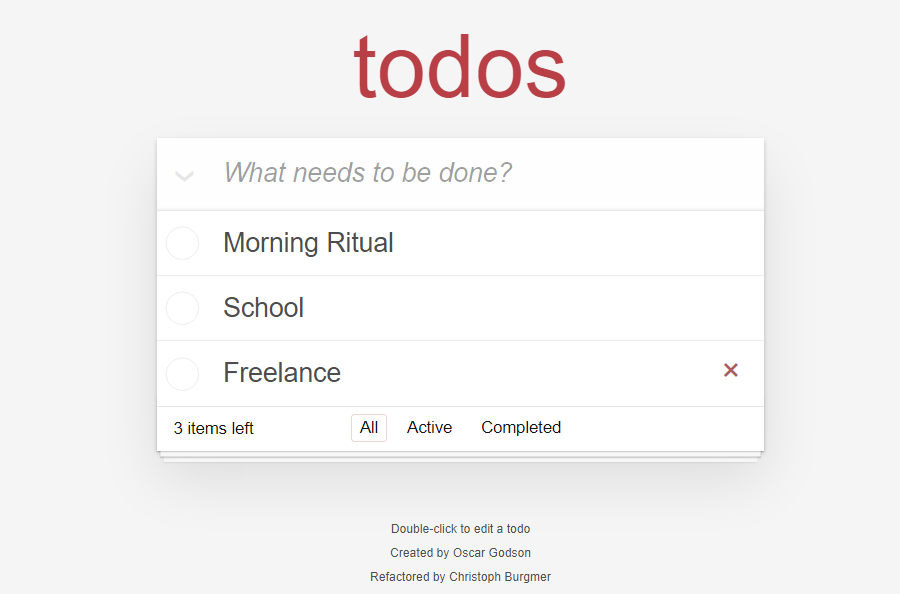 todos
What needs to be done?
Morning Ritual
School
Freelance
3 items left All Active Completed
Double-click to edit a todo
Created by Oscar Godson
Refactored by Christoph Burgmer